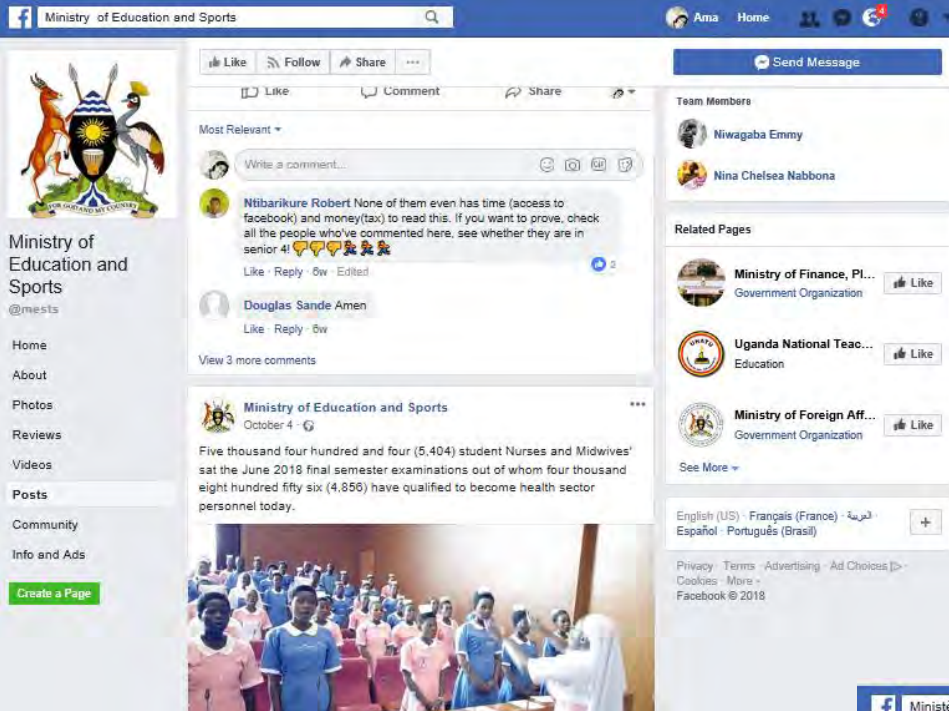 Ministry of Education and Sports
Ama Home
4
FOR GOD AND MY COUNTRY
Ministry of
Education and
Sports
@mests
Home
About
Photos
Reviews
Videos
Posts
Community
Info and Ads
Create a Page
Like Follow Share ...
Like Comment Share
Most Relevant
Write a comment...
GIF
Ntibarikure Robert None of them even has time (access to
facebook) and money(tax) to read this. If you want to prove, check
all the people who've commented here, see whether they are in
senior 4! 👎👎👎
Like · Reply · 6w · Edited
2
Douglas Sande Amen
Like · Reply · 6w
View 3 more comments
Ministry of Education and Sports
October 4 ·
Five thousand four hundred and four (5,404) student Nurses and Midwives'
sat the June 2018 final semester examinations out of whom four thousand
eight hundred fifty six (4,856) have qualified to become health sector
personnel today.
Send Message
Team Members
Niwagaba Emmy
Nina Chelsea Nabbona
Related Pages
Ministry of Finance, Pl...
Government Organization
Like
UNATU
Uganda National Teac...
Education
Like
Ministry of Foreign Aff...
Government Organization
Like
See More
English (US) · Français (France) · العربية ·
Español · Português (Brasil)
+
Privacy · Terms · Advertising · Ad Choices ·
Cookies · More
Facebook © 2018
Minist